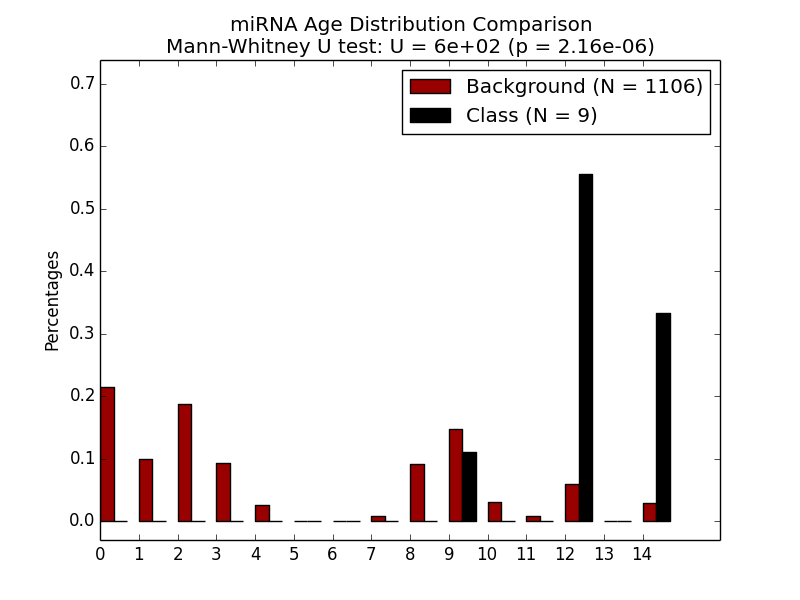 miRNA Age Distribution Comparison
Mann-Whitney U test: U = 6e+02 (p = 2.16e-06)
Background (N = 1106)
Class (N = 9)
Percentages
0.7
0.6
0.5
0.4
0.3
0.2
0.1
0.0
0 1 2 3 4 5 6 7 8 9 10 11 12 13 14